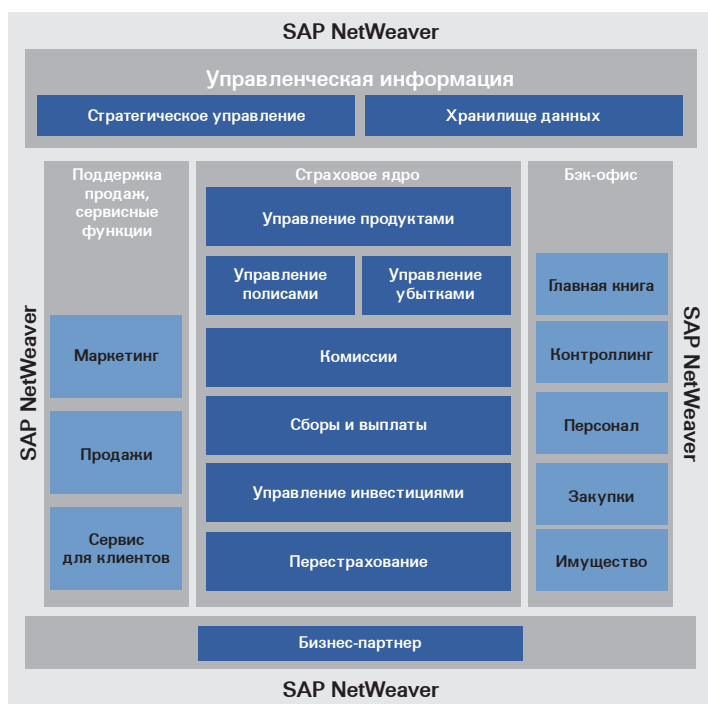 SAP NetWeaver
Управленческая информация
Стратегическое управление
Хранилище данных
Поддержка
продаж,
сервисные
функции
Маркетинг
Продажи
Сервис
для клиентов
Страховое ядро
Управление продуктами
Управление
полисами
Управление
убытками
Комиссии
Сборы и выплаты
Управление инвестициями
Перестрахование
Бэк-офис
Главная книга
Контроллинг
Персонал
Закупки
Имущество
SAP NetWeaver
SAP NetWeaver
Бизнес-партнер
SAP NetWeaver